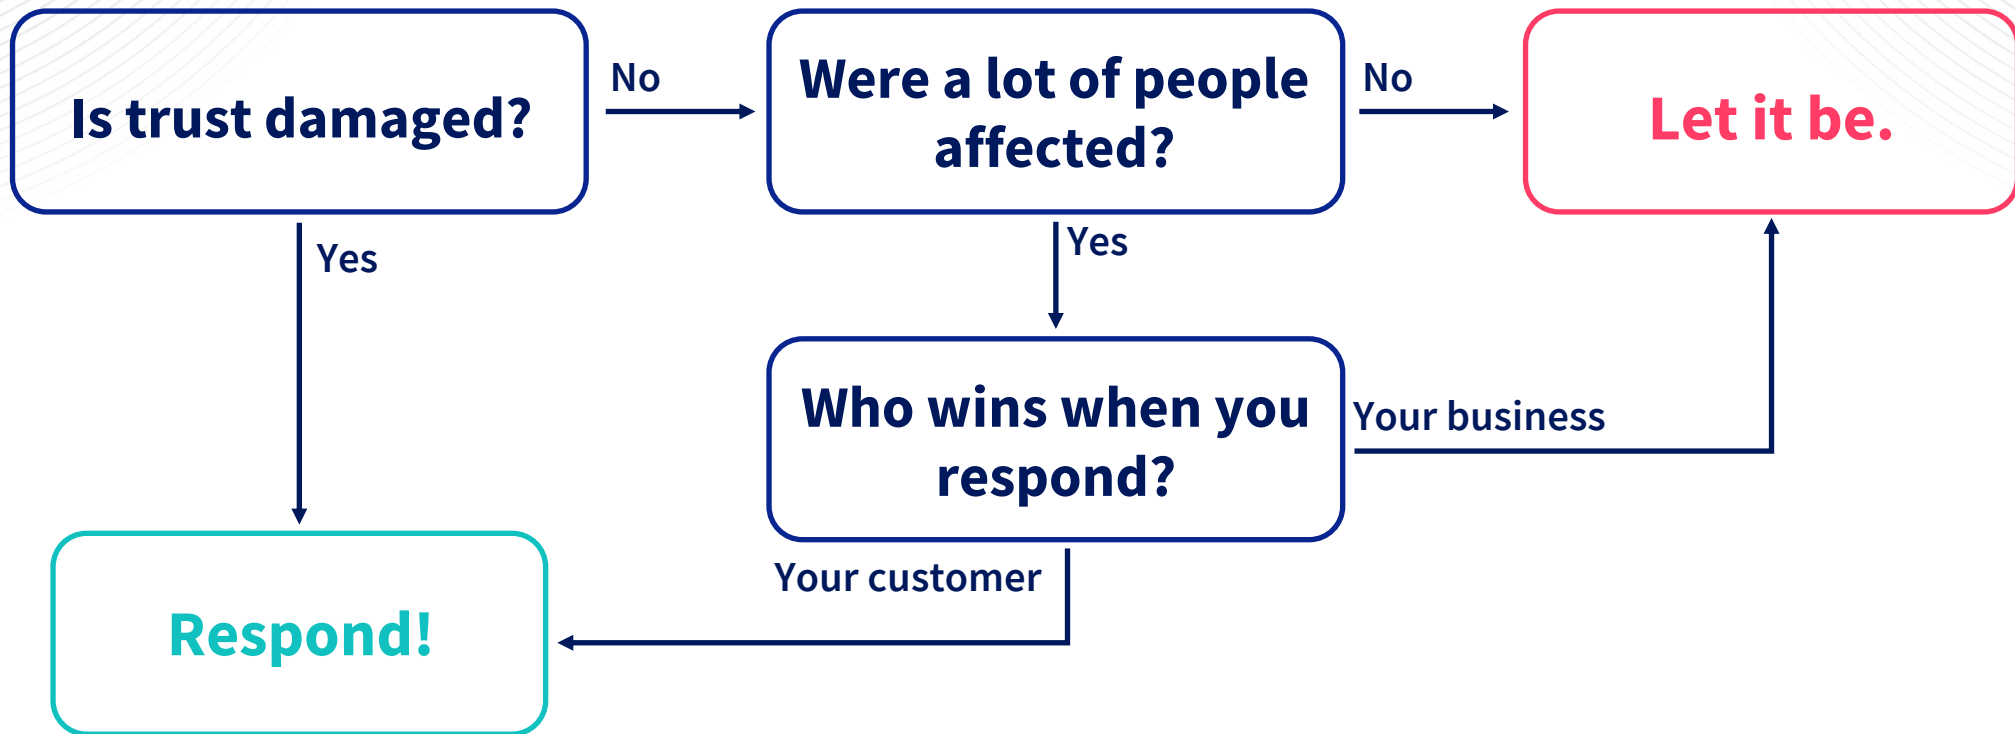 Is trust damaged?
No
Were a lot of people
affected?
No
Let it be.
Yes
Yes
Who wins when you
respond?
Your business
Your customer
Respond!